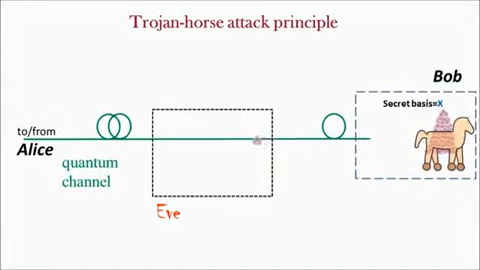 Trojan-horse attack principle
Bob
Secret basis=X
to/from
Alice
quantum
channel
Eve